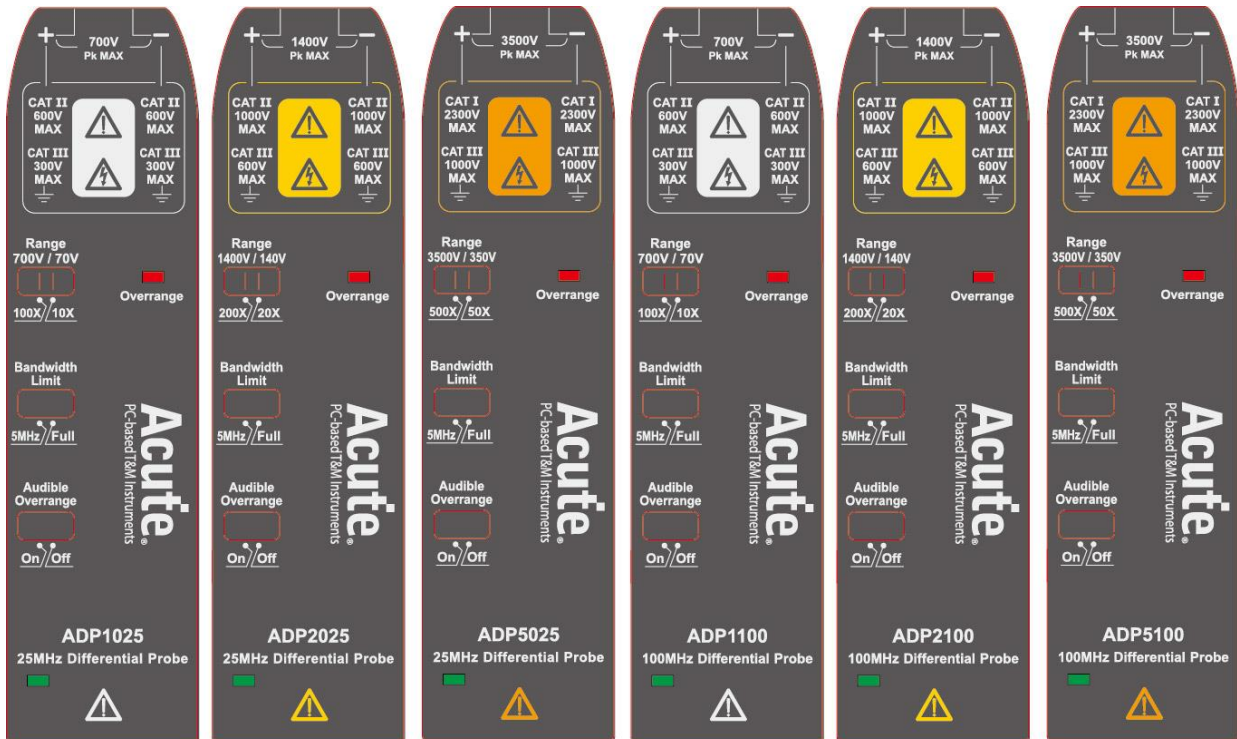 + 700V −
Pk MAX
CAT II CAT II
600V 600V
MAX MAX
CAT III CAT III
300V 300V
MAX MAX
Range
700V / 70V
Overrange
100X 10X
Bandwidth
Limit
5MHz Full
Acute®
PC-based T&M Instruments
Audible
Overrange
On Off
ADP1025
25MHz Differential Probe
+ 1400V −
Pk MAX
CAT II CAT II
1000V 1000V
MAX MAX
CAT III CAT III
600V 600V
MAX MAX
Range
1400V / 140V
Overrange
200X 20X
Bandwidth
Limit
5MHz Full
Acute®
PC-based T&M Instruments
Audible
Overrange
On Off
ADP2025
25MHz Differential Probe
+ 3500V −
Pk MAX
CAT I CAT I
2300V 2300V
MAX MAX
CAT III CAT III
1000V 1000V
MAX MAX
Range
3500V / 350V
Overrange
500X 50X
Bandwidth
Limit
5MHz Full
Acute®
PC-based T&M Instruments
Audible
Overrange
On Off
ADP5025
25MHz Differential Probe
+ 700V −
Pk MAX
CAT II CAT II
600V 600V
MAX MAX
CAT III CAT III
300V 300V
MAX MAX
Range
700V / 70V
Overrange
100X 10X
Bandwidth
Limit
5MHz Full
Acute®
PC-based T&M Instruments
Audible
Overrange
On Off
ADP1100
100MHz Differential Probe
+ 1400V −
Pk MAX
CAT II CAT II
1000V 1000V
MAX MAX
CAT III CAT III
600V 600V
MAX MAX
Range
1400V / 140V
Overrange
200X 20X
Bandwidth
Limit
5MHz Full
Acute®
PC-based T&M Instruments
Audible
Overrange
On Off
ADP2100
100MHz Differential Probe
+ 3500V −
Pk MAX
CAT I CAT I
2300V 2300V
MAX MAX
CAT III CAT III
1000V 1000V
MAX MAX
Range
3500V / 350V
Overrange
500X 50X
Bandwidth
Limit
5MHz Full
Acute®
PC-based T&M Instruments
Audible
Overrange
On Off
ADP5100
100MHz Differential Probe